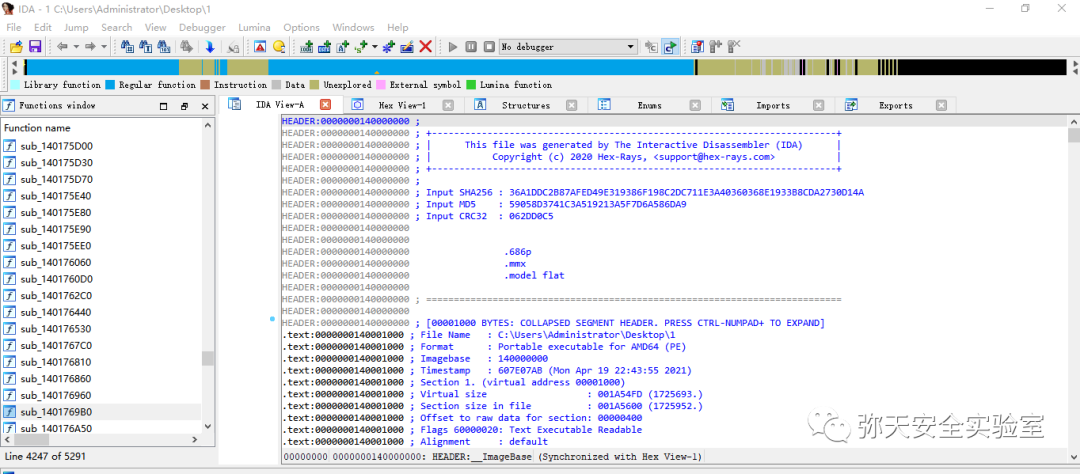 IDA - 1 C:\Users\Administrator\Desktop\1
File Edit Jump Search View Debugger Lumina Options Windows Help
No debugger
Library function Regular function Instruction Data Unexplored External symbol Lumina function
Functions window
IDA View-A Hex View-1 Structures Enums Imports Exports
Function name
sub_140175D00
sub_140175D30
sub_140175D70
sub_140175E40
sub_140175E80
sub_140175E90
sub_140175EE0
sub_140176060
sub_1401760D0
sub_1401762C0
sub_140176440
sub_140176530
sub_1401767C0
sub_140176810
sub_140176860
sub_140176960
sub_1401769B0
sub_140176A50
Line 4247 of 5291
HEADER:0000000140000000 ;
HEADER:0000000140000000 ; +-------------------------------------------------------------------------+
HEADER:0000000140000000 ; | This file was generated by The Interactive Disassembler (IDA) |
HEADER:0000000140000000 ; | Copyright (c) 2020 Hex-Rays, <support@hex-rays.com> |
HEADER:0000000140000000 ; +-------------------------------------------------------------------------+
HEADER:0000000140000000 ;
HEADER:0000000140000000 ; Input SHA256 : 36A1DDC2B87AFED49E319386F198C2DC711E3A40360368E1933B8CDA2730D14A
HEADER:0000000140000000 ; Input MD5 : 59058D3741C3A519213A5F7D6A586DA9
HEADER:0000000140000000 ; Input CRC32 : 062DD0C5
HEADER:0000000140000000
HEADER:0000000140000000
HEADER:0000000140000000 .686p
HEADER:0000000140000000 .mmx
HEADER:0000000140000000 .model flat
HEADER:0000000140000000
HEADER:0000000140000000 ; ===========================================================================
HEADER:0000000140000000
HEADER:0000000140000000 ; [00001000 BYTES: COLLAPSED SEGMENT HEADER. PRESS CTRL-NUMPAD+ TO EXPAND]
.text:0000000140001000 ; File Name : C:\Users\Administrator\Desktop\1
.text:0000000140001000 ; Format : Portable executable for AMD64 (PE)
.text:0000000140001000 ; Imagebase : 140000000
.text:0000000140001000 ; Timestamp : 607E07AB (Mon Apr 19 22:43:55 2021)
.text:0000000140001000 ; Section 1. (virtual address 00001000)
.text:0000000140001000 ; Virtual size : 001A54FD (1725693.)
.text:0000000140001000 ; Section size in file : 001A5600 (1725952.)
.text:0000000140001000 ; Offset to raw data for section: 00000400
.text:0000000140001000 ; Flags 60000020: Text Executable Readable
.text:0000000140001000 ; Alignment : default
00000000 0000000140000000: HEADER:__ImageBase (Synchronized with Hex View-1)
弥天安全实验室